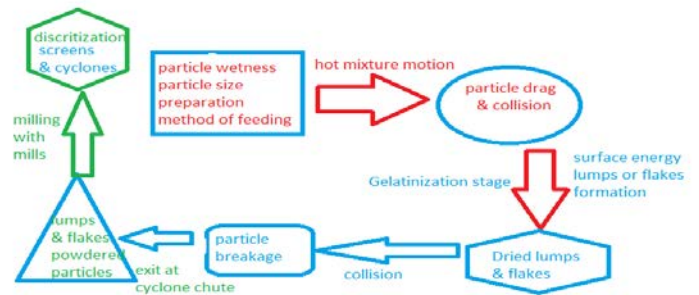 discritization
screens
& cyclones
particle wetness
particle size
preparation
method of feeding
hot mixture motion
particle drag
& collision
milling
with
mills
Gelatinization stage
surface energy
lumps or flakes
formation
lumps
& flakes
powdered
particles
exit at
cyclone chute
particle
breakage
collision
Dried lumps
& flakes